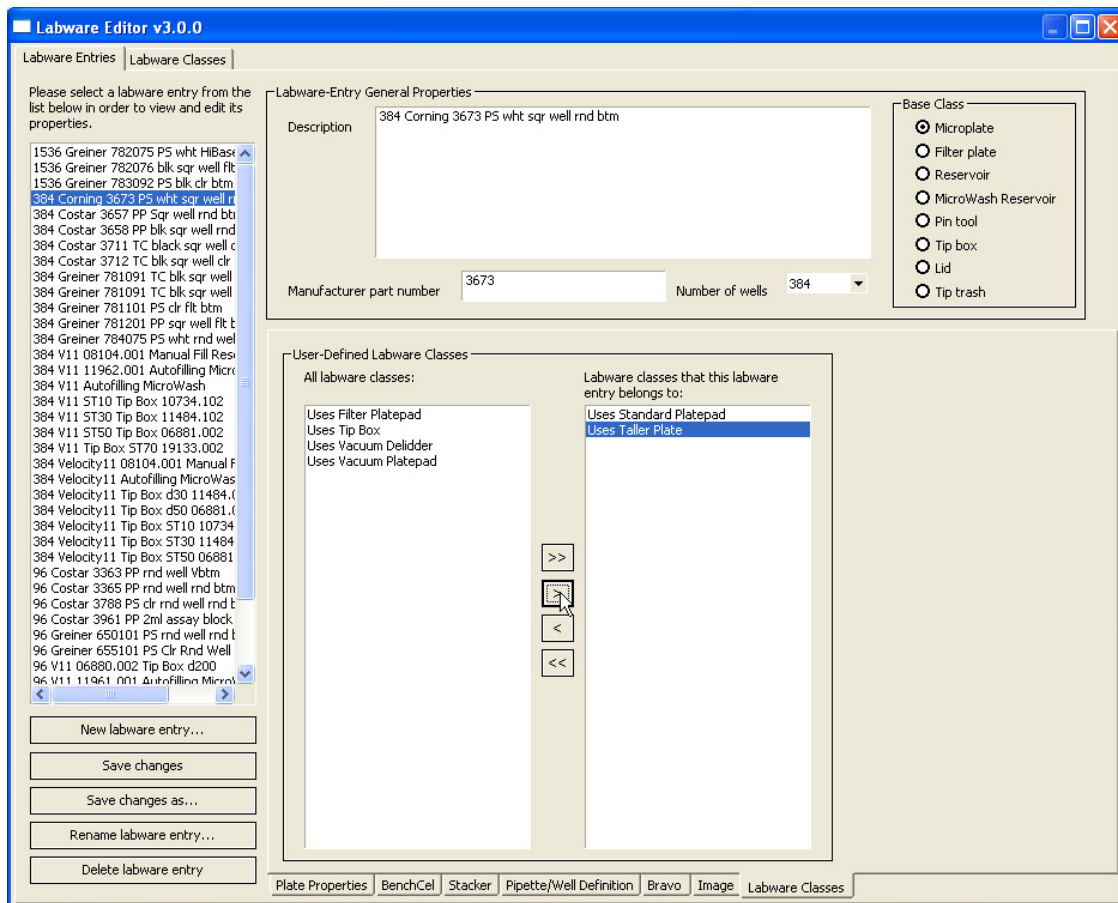 Labware Editor v3.0.0
Labware Entries
Labware Classes
Please select a labware entry from the
list below in order to view and edit its
properties.
1536 Greiner 782075 PS wht HiBase
1536 Greiner 782076 blk sqr well flt
1536 Greiner 783092 PS blk clr btm
384 Corning 3673 PS wht sqr well r
384 Costar 3657 PP Sqr well rnd bt
384 Costar 3658 PP blk sqr well rnd
384 Costar 3711 TC black sqr well c
384 Costar 3712 TC blk sqr well clr
384 Greiner 781091 TC blk sqr well
384 Greiner 781091 TC blk sqr well
384 Greiner 781101 PS clr flt btm
384 Greiner 781201 PP sqr well flt b
384 Greiner 784075 PS wht rnd wel
384 V11 08104.001 Manual Fill Res
384 V11 11962.001 Autofilling Micr
384 V11 Autofilling MicroWash
384 V11 ST10 Tip Box 10734.102
384 V11 ST30 Tip Box 11484.102
384 V11 ST50 Tip Box 06881.002
384 V11 Tip Box ST70 19133.002
384 Velocity11 08104.001 Manual F
384 Velocity11 Autofilling MicroWas
384 Velocity11 Tip Box d30 11484.
384 Velocity11 Tip Box d50 06881.
384 Velocity11 Tip Box ST10 10734
384 Velocity11 Tip Box ST30 11484
384 Velocity11 Tip Box ST50 06881
96 Costar 3363 PP rnd well Vbtm
96 Costar 3365 PP rnd well rnd btm
96 Costar 3788 PS clr rnd well rnd b
96 Costar 3961 PP 2ml assay block
96 Greiner 650101 PS rnd well rnd b
96 Greiner 655101 PS Clr Rnd Well
96 V11 06880.002 Tip Box d200
96 V11 11961.001 Autofilling Micro
New labware entry...
Save changes
Save changes as...
Rename labware entry...
Delete labware entry
Labware-Entry General Properties
Description
384 Corning 3673 PS wht sqr well rnd btm
Manufacturer part number
3673
Number of wells
384
Base Class
Microplate
Filter plate
Reservoir
MicroWash Reservoir
Pin tool
Tip box
Lid
Tip trash
User-Defined Labware Classes
All labware classes:
Uses Filter Platepad
Uses Tip Box
Uses Vacuum Delidder
Uses Vacuum Platepad
>>
>
<
<<
Labware classes that this labware
entry belongs to:
Uses Standard Platepad
Uses Taller Plate
Plate Properties
BenchCel
Stacker
Pipette/Well Definition
Bravo
Image
Labware Classes